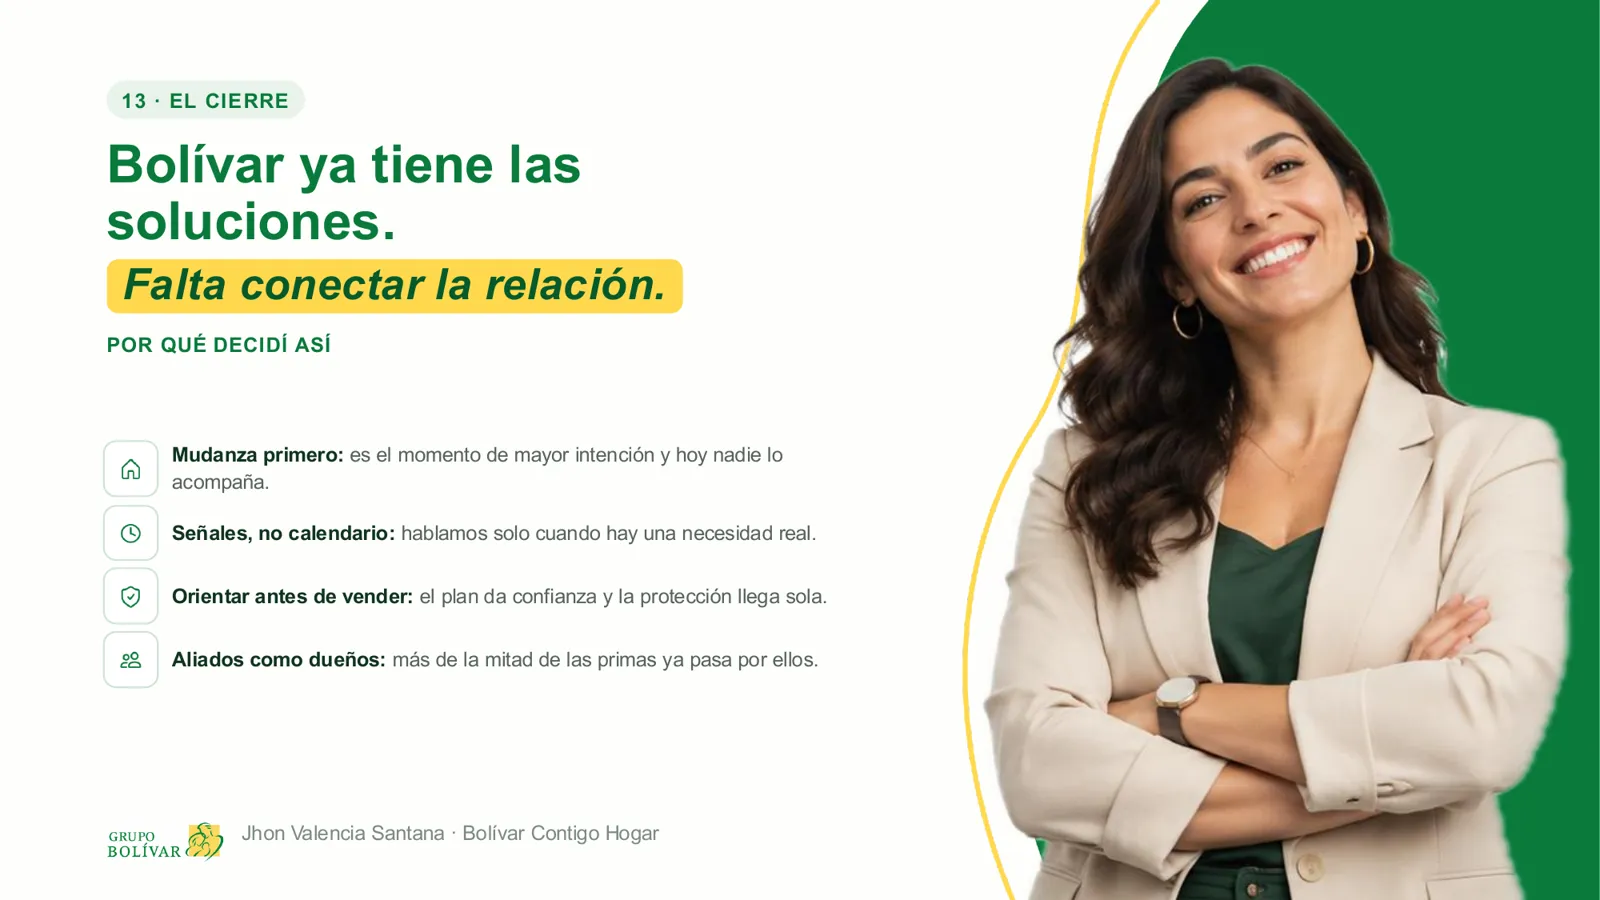 13 · EL CIERRE
Bolívar ya tiene las
soluciones.
Falta conectar la relación.
POR QUÉ DECIDÍ ASÍ
Mudanza primero: es el momento de mayor intención y hoy nadie lo
acompaña.
Señales, no calendario: hablamos solo cuando hay una necesidad real.
Orientar antes de vender: el plan da confianza y la protección llega sola.
Aliados como dueños: más de la mitad de las primas ya pasa por ellos.
GRUPO
BOLÍVAR
Jhon Valencia Santana · Bolívar Contigo Hogar